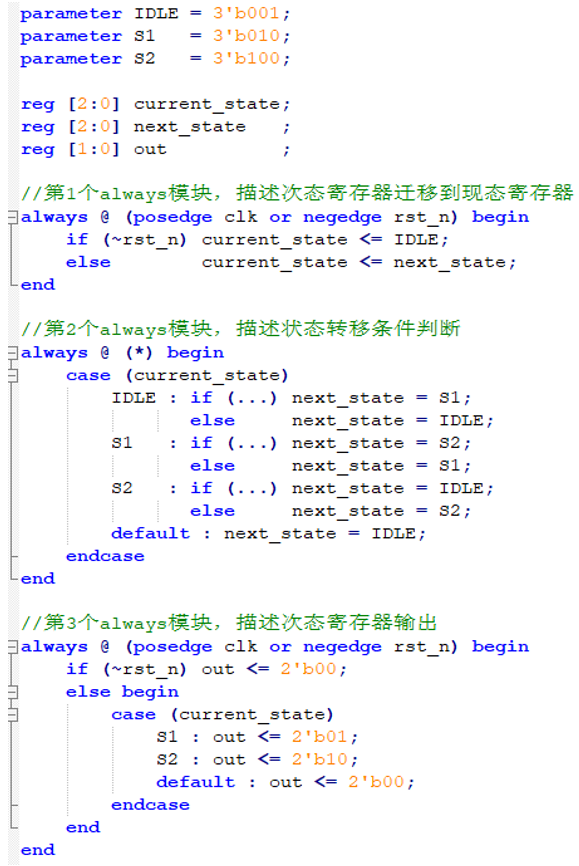 parameter IDLE = 3'b001;
parameter S1   = 3'b010;
parameter S2   = 3'b100;
reg [2:0] current_state;
reg [2:0] next_state   ;
reg [1:0] out          ;
//第1个always模块，描述次态寄存器迁移到现态寄存器
always @ (posedge clk or negedge rst_n) begin
    if (~rst_n) current_state <= IDLE;
    else        current_state <= next_state;
end
//第2个always模块，描述状态转移条件判断
always @ (*) begin
    case (current_state)
        IDLE : if (...) next_state = S1;
               else     next_state = IDLE;
        S1   : if (...) next_state = S2;
               else     next_state = S1;
        S2   : if (...) next_state = IDLE;
               else     next_state = S2;
        default : next_state = IDLE;
    endcase
end
//第3个always模块，描述次态寄存器输出
always @ (posedge clk or negedge rst_n) begin
    if (~rst_n) out <= 2'b00;
    else begin
        case (current_state)
            S1 : out <= 2'b01;
            S2 : out <= 2'b10;
            default : out <= 2'b00;
        endcase
    end
end